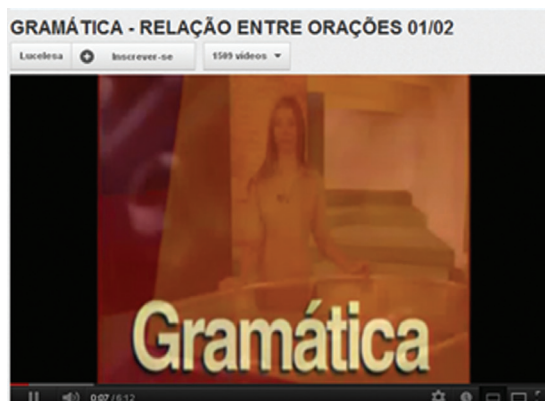 GRAMÁTICA - RELAÇÃO ENTRE ORAÇÕES 01/02
Lucelesa Inscrever-se 1509 vídeos
Gramática
0:07 / 6:12